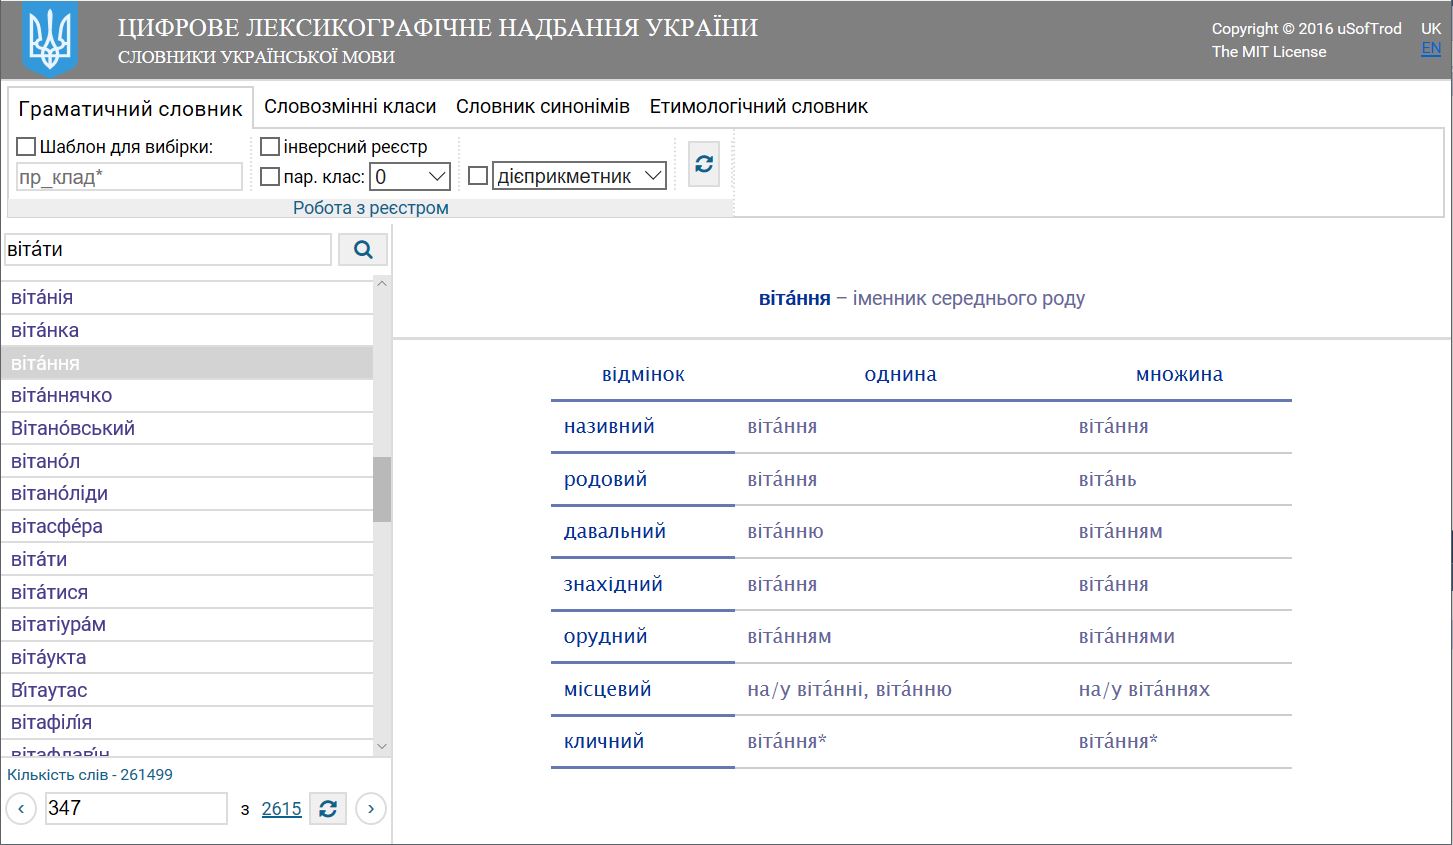 ЦИФРОВЕ ЛЕКСИКОГРАФІЧНЕ НАДБАННЯ УКРАЇНИ
СЛОВНИКИ УКРАЇНСЬКОЇ МОВИ
Copyright © 2016 uSofTrod UK
The MIT License EN
Граматичний словник Словозмінні класи Словник синонімів Етимологічний словник
Шаблон для вибірки: інверсний реєстр
пр_клад* пар. клас: 0 дієприкметник
Робота з реєстром
віта́ти
віта́нія
віта́нка
віта́ння
віта́ннячко
Вітано́вський
вітано́л
вітано́ліди
вітасфе́ра
віта́ти
віта́тися
вітатіура́м
віта́укта
Ві́таутас
вітафілі́я
вітафлаві́н
Кількість слів - 261499
‹ 347 з 2615 ›
віта́ння – іменник середнього роду
відмінок однина множина
називний віта́ння віта́ння
родовий віта́ння віта́нь
давальний віта́нню віта́нням
знахідний віта́ння віта́ння
орудний віта́нням віта́ннями
місцевий на/у віта́нні, віта́нню на/у віта́ннях
кличний віта́ння* віта́ння*